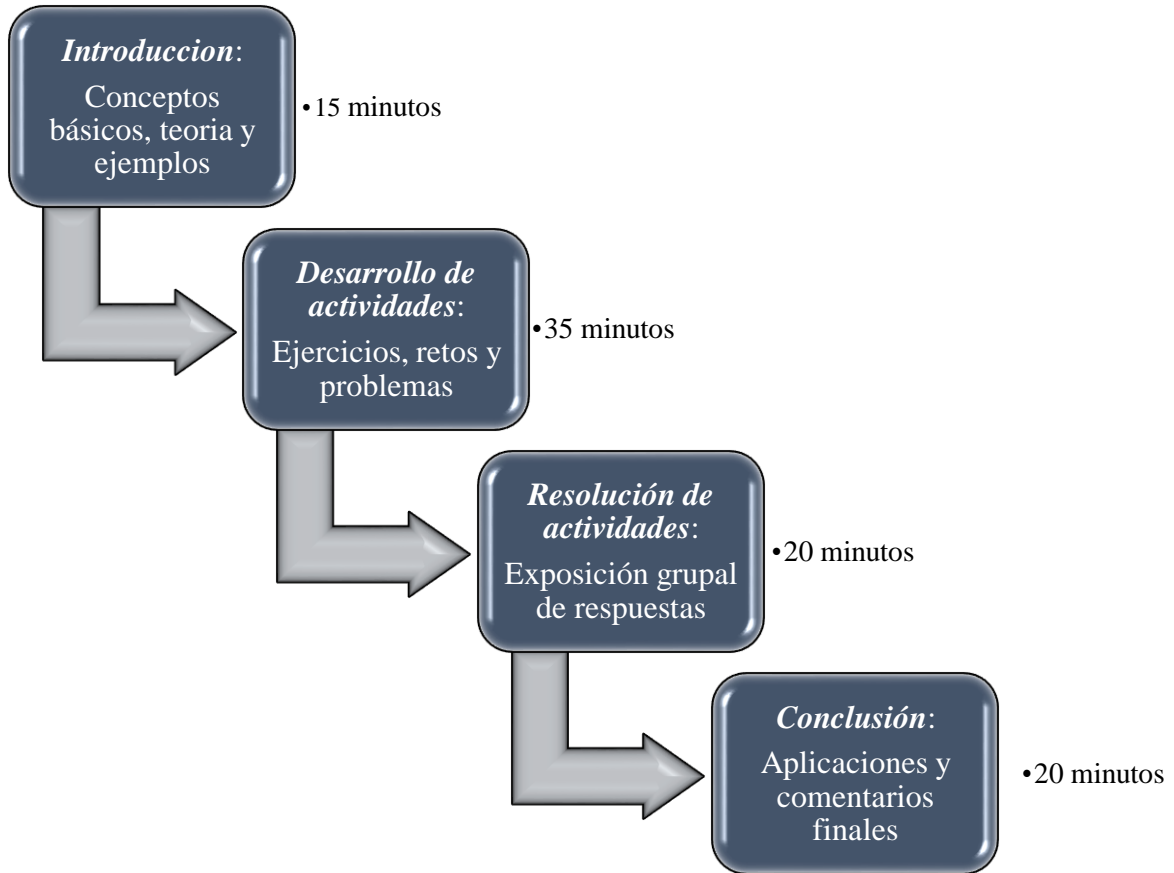 Introduccion:
Conceptos
básicos, teoria y
ejemplos
•15 minutos
Desarrollo de
actividades:
Ejercicios, retos y
problemas
•35 minutos
Resolución de
actividades:
Exposición grupal
de respuestas
•20 minutos
Conclusión:
Aplicaciones y
comentarios
finales
•20 minutos